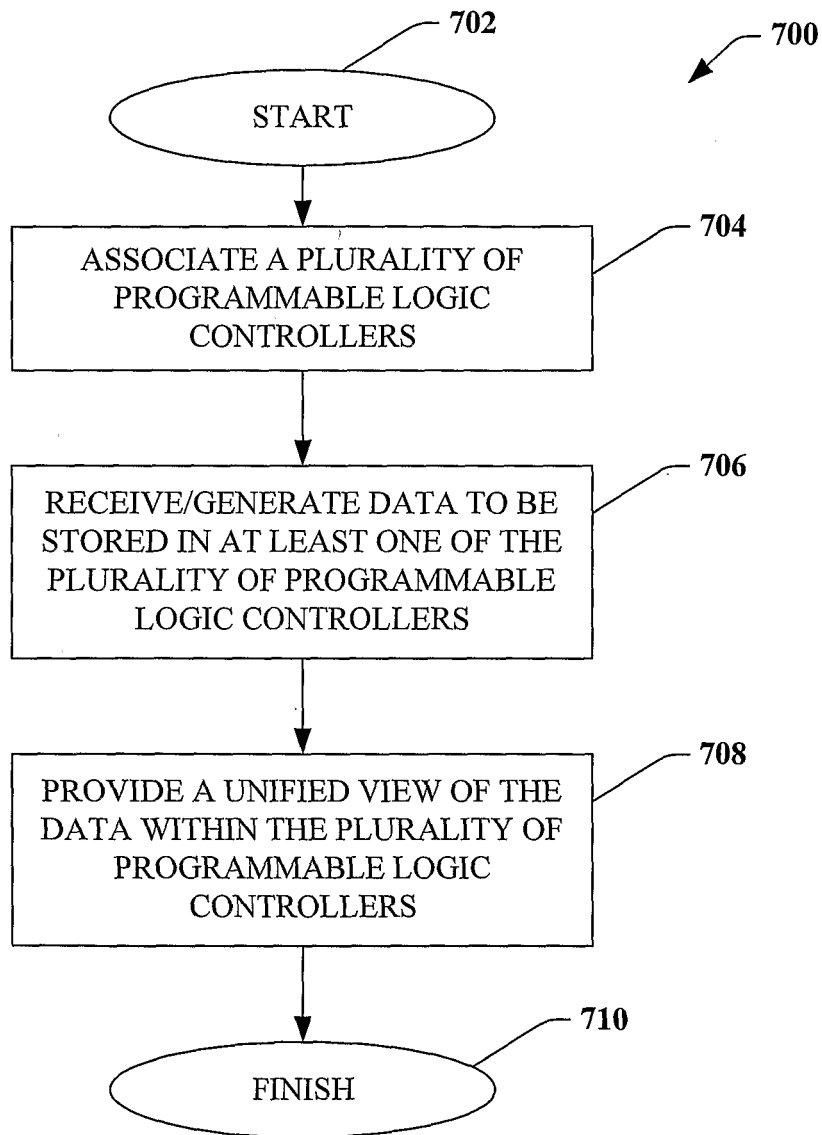 702
700
START
704
ASSOCIATE A PLURALITY OF
PROGRAMMABLE LOGIC
CONTROLLERS
706
RECEIVE/GENERATE DATA TO BE
STORED IN AT LEAST ONE OF THE
PLURALITY OF PROGRAMMABLE
LOGIC CONTROLLERS
708
PROVIDE A UNIFIED VIEW OF THE
DATA WITHIN THE PLURALITY OF
PROGRAMMABLE LOGIC
CONTROLLERS
710
FINISH